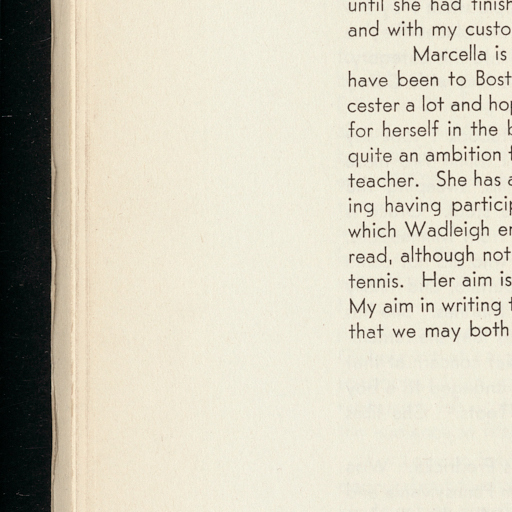 until she had finish
and with my custo
Marcella is
have been to Bost
cester a lot and hop
for herself in the b
quite an ambition t
teacher. She has a
ing having particip
which Wadleigh en
read, although not
tennis. Her aim is
My aim in writing t
that we may both